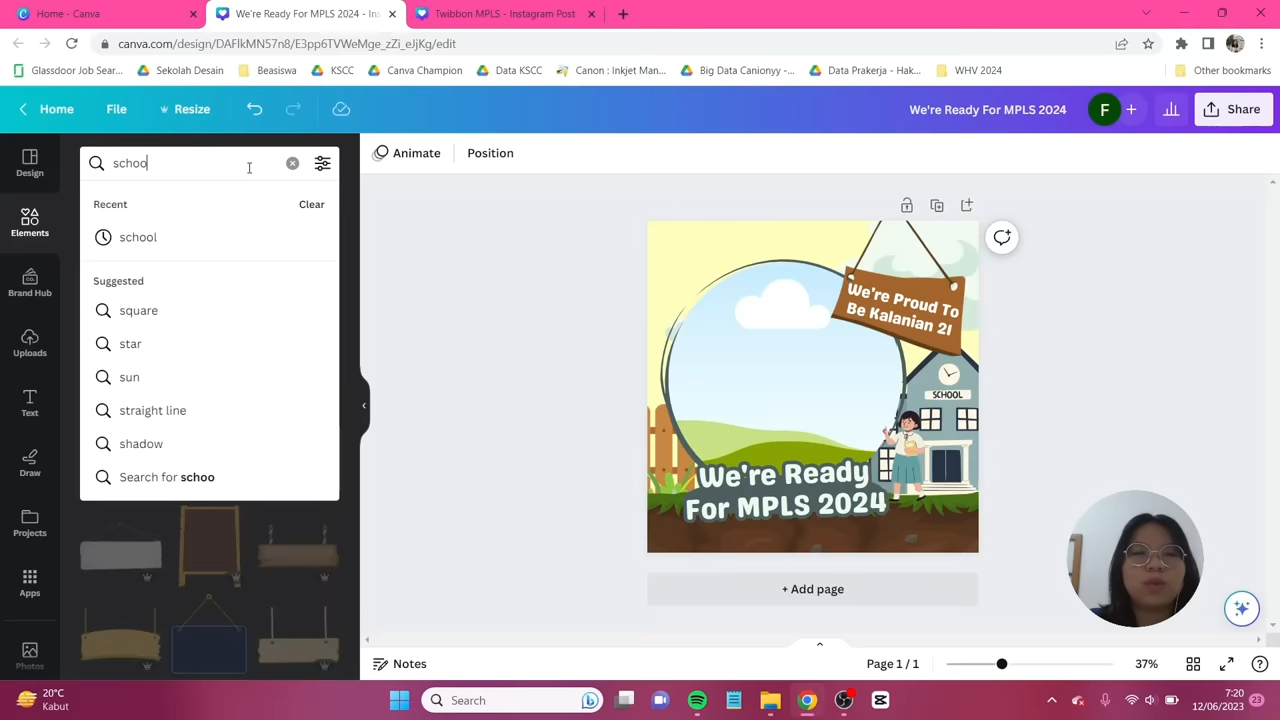 Home - Canva
We're Ready For MPLS 2024 - Ins
Twibbon MPLS - Instagram Post
canva.com/design/DAFlkMN57n8/E3pp6TVWeMge_zZi_eJjKg/edit
Glassdoor Job Sear...
Sekolah Desain
Beasiswa
KSCC
Canva Champion
Data KSCC
Canon : Inkjet Man...
Big Data Canionyy -...
Data Prakerja - Hak...
WHV 2024
Other bookmarks
Home
File
Resize
We're Ready For MPLS 2024
F
Share
Design
Elements
Brand Hub
Uploads
Text
Draw
Projects
Apps
Photos
schoo
Recent
Clear
school
Suggested
square
star
sun
straight line
shadow
Search for schoo
Animate
Position
We're Proud To
Be Kalanian 21
SCHOOL
We're Ready
For MPLS 2024
+ Add page
Notes
Page 1 / 1
37%
20°C
Kabut
Search
7:20
12/06/2023
23